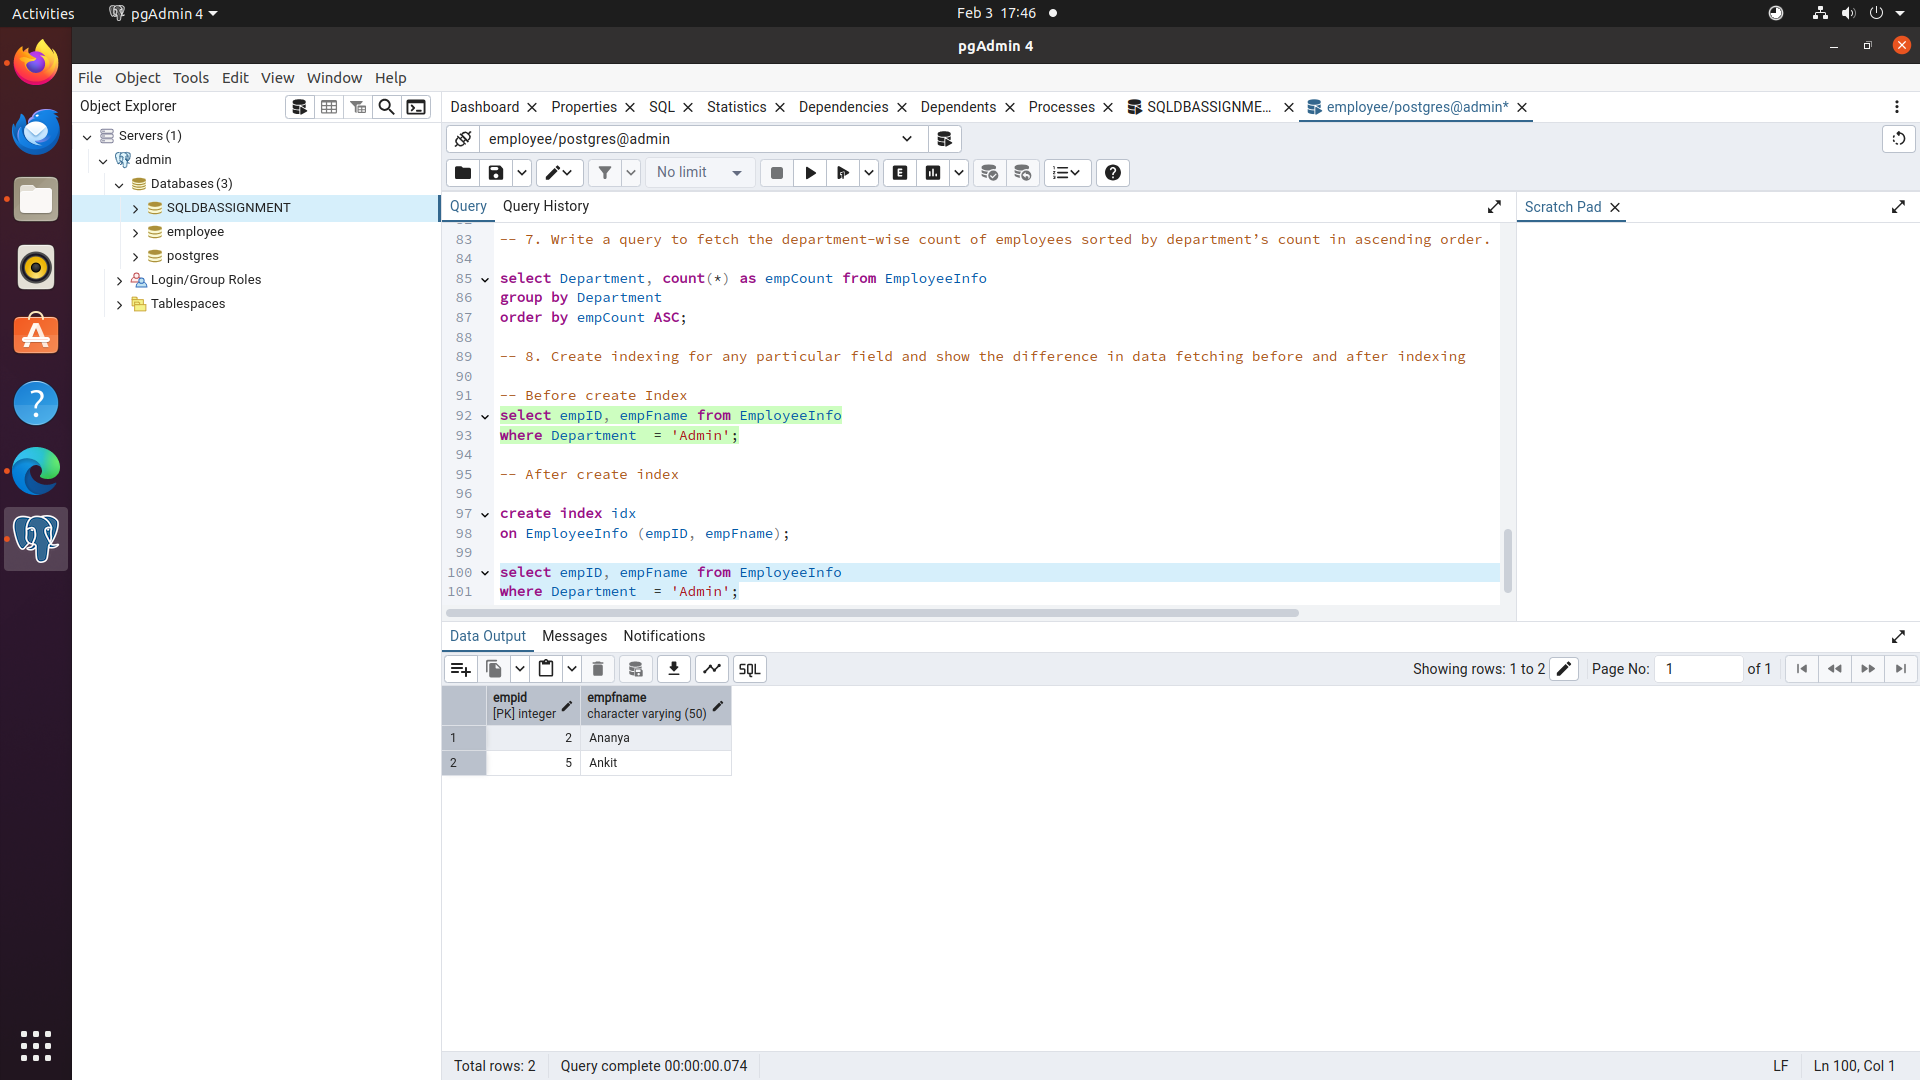 Activities
pgAdmin 4
Feb 3 17:46
pgAdmin 4
File Object Tools Edit View Window Help
Object Explorer
Servers (1)
admin
Databases (3)
SQLDBASSIGNMENT
employee
postgres
Login/Group Roles
Tablespaces
Dashboard Properties SQL Statistics Dependencies Dependents Processes SQLDBASSIGNME... employee/postgres@admin*
employee/postgres@admin
No limit
Query Query History
Scratch Pad
83 -- 7. Write a query to fetch the department-wise count of employees sorted by department’s count in ascending order.
84
85 select Department, count(*) as empCount from EmployeeInfo
86 group by Department
87 order by empCount ASC;
88
89 -- 8. Create indexing for any particular field and show the difference in data fetching before and after indexing
90
91 -- Before create Index
92 select empID, empFname from EmployeeInfo
93 where Department  = 'Admin';
94
95 -- After create index
96
97 create index idx
98 on EmployeeInfo (empID, empFname);
99
100 select empID, empFname from EmployeeInfo
101 where Department  = 'Admin';
Data Output Messages Notifications
SQL
Showing rows: 1 to 2
Page No: 1 of 1
empid empfname
[PK] integer character varying (50)
1 2 Ananya
2 5 Ankit
Total rows: 2
Query complete 00:00:00.074
LF
Ln 100, Col 1